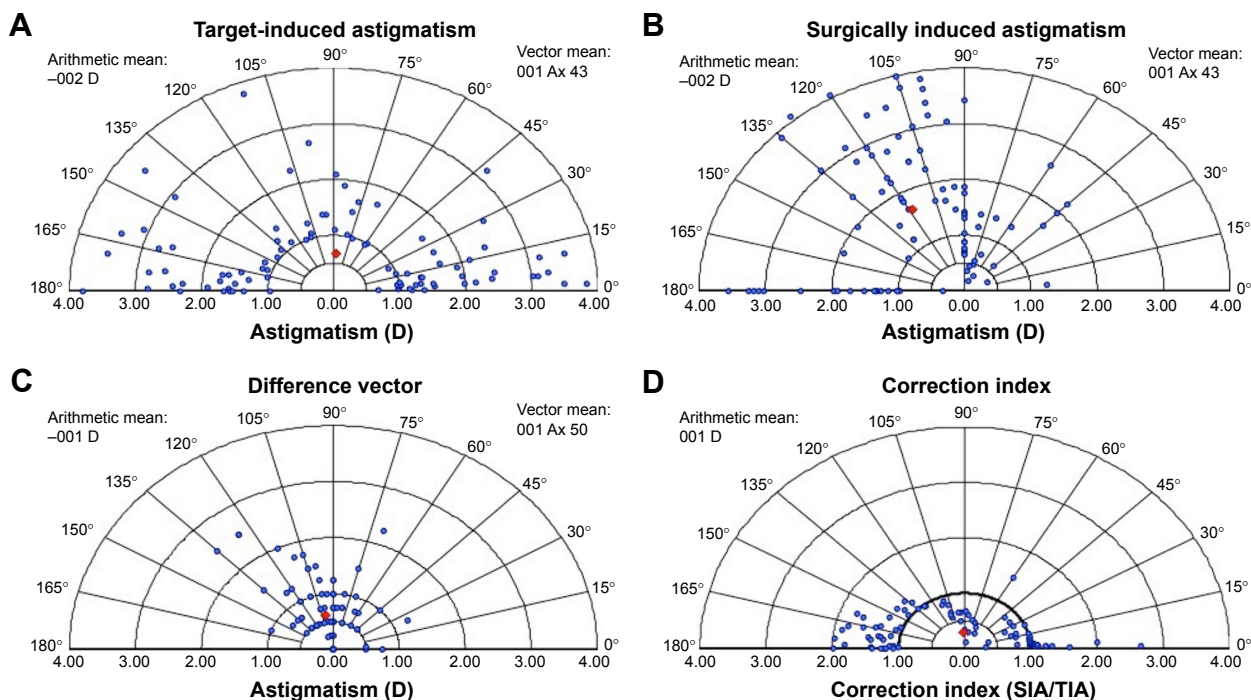 A
Target-induced astigmatism
Arithmetic mean:
–002 D
Vector mean:
001 Ax 43
90°
105°
75°
120°
60°
135°
45°
150°
30°
165°
15°
180°
0°
4.00 3.00 2.00 1.00 0.00 1.00 2.00 3.00 4.00
Astigmatism (D)
B
Surgically induced astigmatism
Arithmetic mean:
–002 D
Vector mean:
001 Ax 43
90°
105°
75°
120°
60°
135°
45°
150°
30°
165°
15°
180°
0°
4.00 3.00 2.00 1.00 0.00 1.00 2.00 3.00 4.00
Astigmatism (D)
C
Difference vector
Arithmetic mean:
–001 D
Vector mean:
001 Ax 50
90°
105°
75°
120°
60°
135°
45°
150°
30°
165°
15°
180°
0°
4.00 3.00 2.00 1.00 0.00 1.00 2.00 3.00 4.00
Astigmatism (D)
D
Correction index
Arithmetic mean:
001 D
90°
105°
75°
120°
60°
135°
45°
150°
30°
165°
15°
180°
0°
4.00 3.00 2.00 1.00 0.00 1.00 2.00 3.00 4.00
Correction index (SIA/TIA)